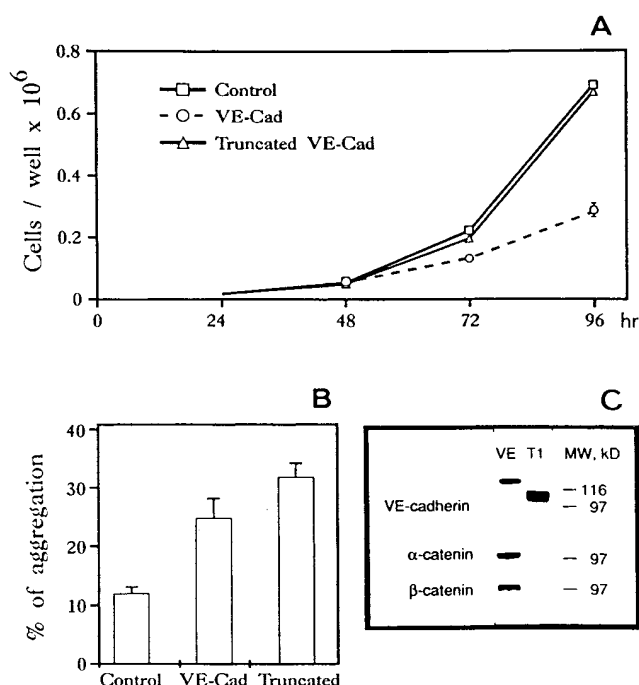 A
0.8
0.6
0.4
0.2
0
Cells / well x 10^6
Control
VE-Cad
Truncated VE-Cad
0 24 48 72 96 hr
B
40
30
20
10
0
% of aggregation
Control VE-Cad Truncated
C
VE T1 MW, kD
VE-cadherin
116
97
α-catenin 97
β-catenin 97